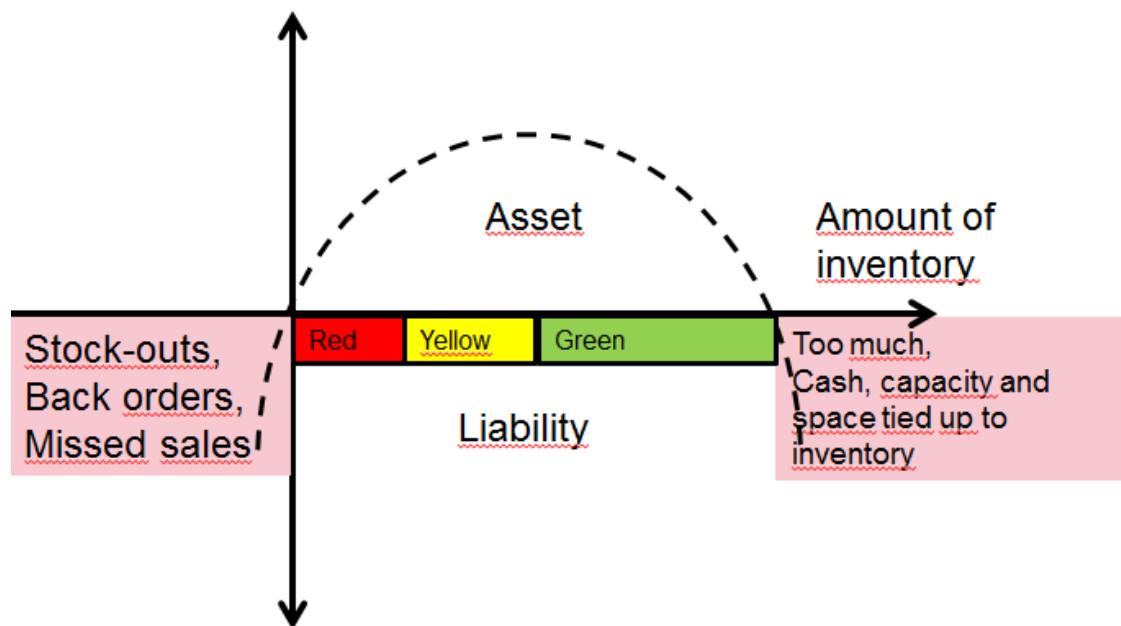 Asset
Amount of
inventory
Red
Yellow
Green
Stock-outs,
Back orders,
Missed sales
Liability
Too much,
Cash, capacity and
space tied up to
inventory